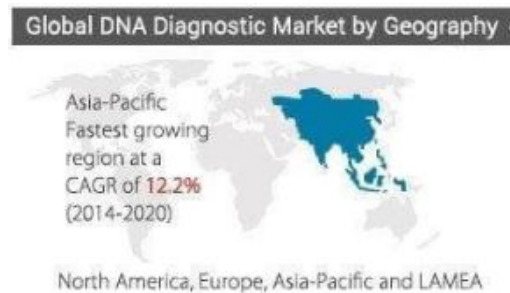 Global DNA Diagnostic Market by Geography
Asia-Pacific
Fastest growing
region at a
CAGR of 12.2%
(2014-2020)
North America, Europe, Asia-Pacific and LAMEA